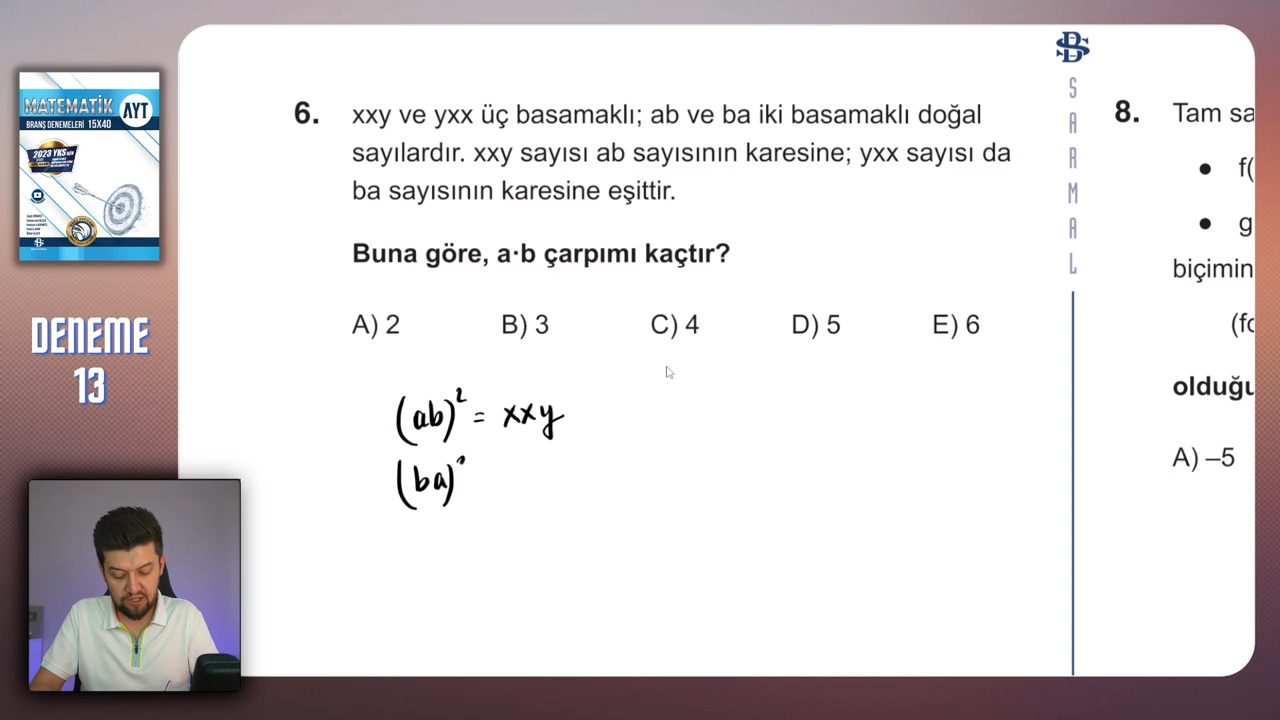 MATEMATİK
AYT
BRANŞ DENEMELERİ 15X40
DENEME
13
6. xxy ve yxx üç basamaklı; ab ve ba iki basamaklı doğal
sayılardır. xxy sayısı ab sayısının karesine; yxx sayısı da
ba sayısının karesine eşittir.
Buna göre, a·b çarpımı kaçtır?
A) 2 B) 3 C) 4 D) 5 E) 6
(ab)² = xxy
(ba)²
SARMAL
8. Tam sa
• f(
• g
biçimin
(fo
olduğu
A) –5